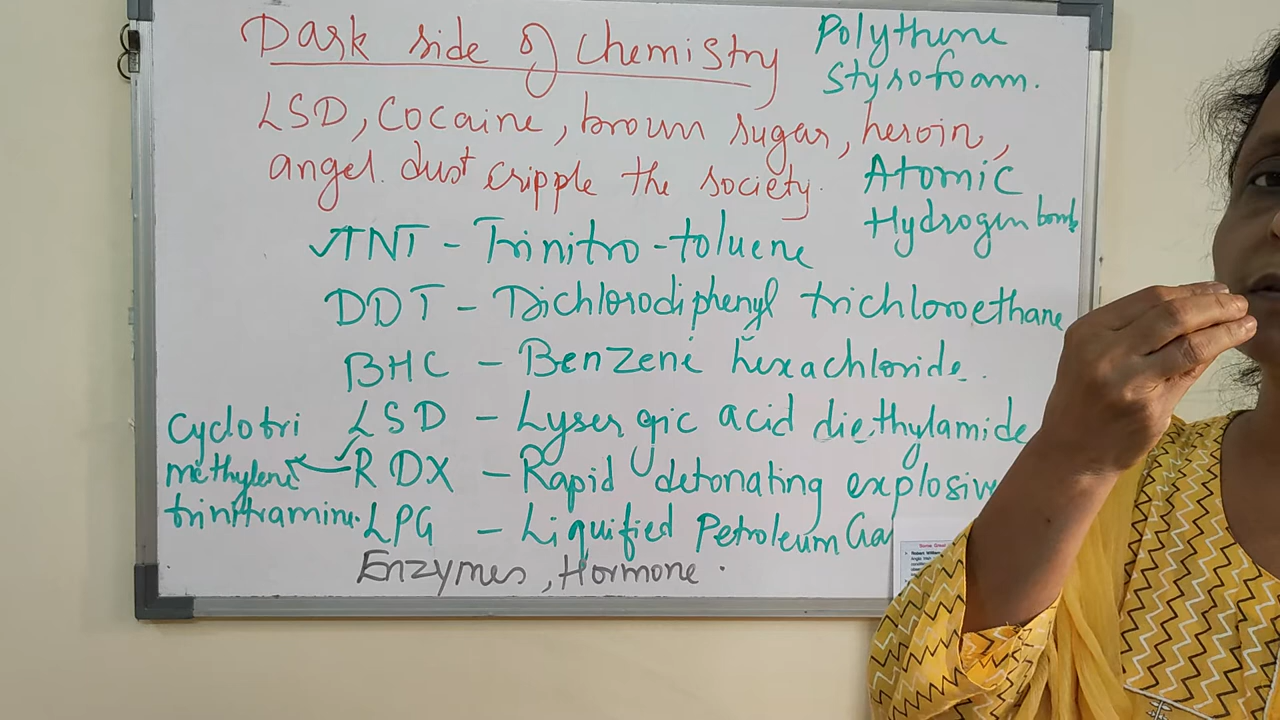 Dark side of Chemistry
Polythene
Styrofoam.
LSD, Cocaine, brown sugar, heroin,
angel dust cripple the society.
Atomic
Hydrogen bomb
TNT - Trinitro-toluene
DDT - Dichlorodiphenyl trichloroethane
BHC - Benzene hexachloride.
LSD - Lysergic acid diethylamide
RDX - Rapid detonating explosive
Cyclotri
methylene
trinitramine.
LPG - Liquified Petroleum Ga
Enzymes, Hormone.